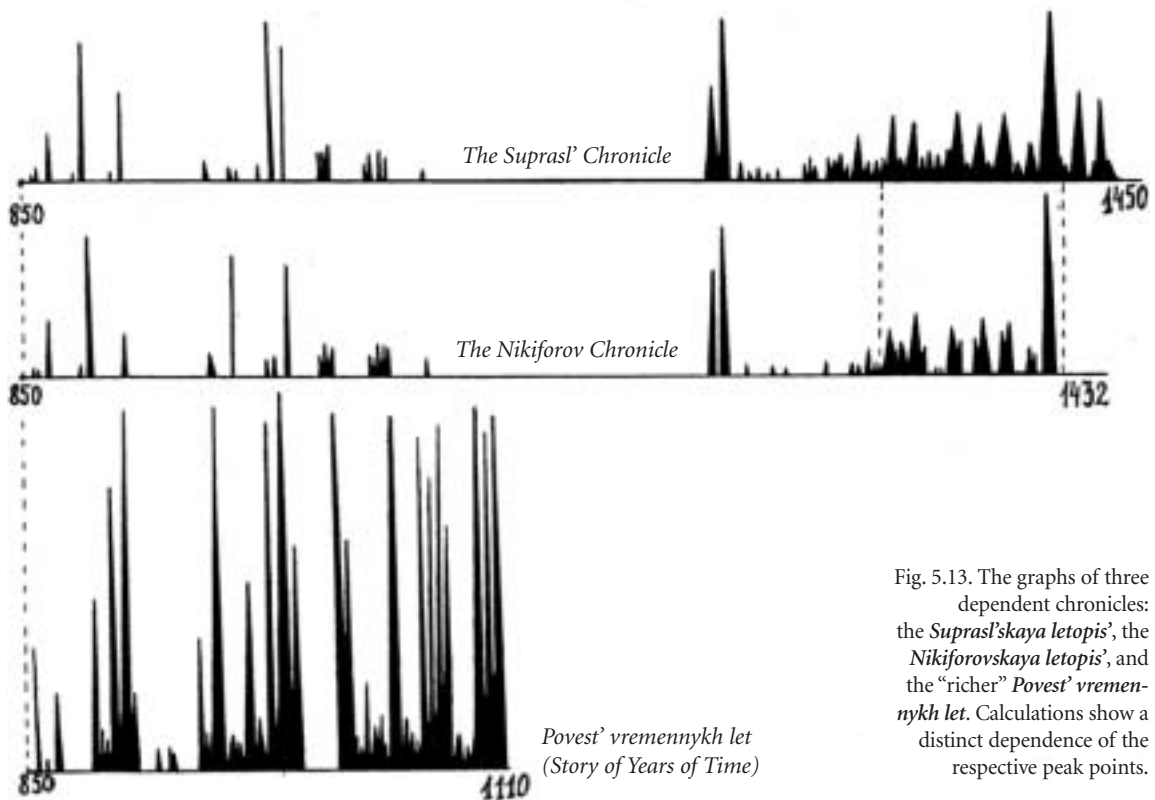 The Suprasl' Chronicle
850
1450
The Nikiforov Chronicle
850
1432
Povest' vremennykh let
(Story of Years of Time)
850
1110
Fig. 5.13. The graphs of three
dependent chronicles:
the Suprasl'skaya letopis', the
Nikiforovskaya letopis', and
the “richer” Povest' vremen-
nykh let. Calculations show a
distinct dependence of the
respective peak points.